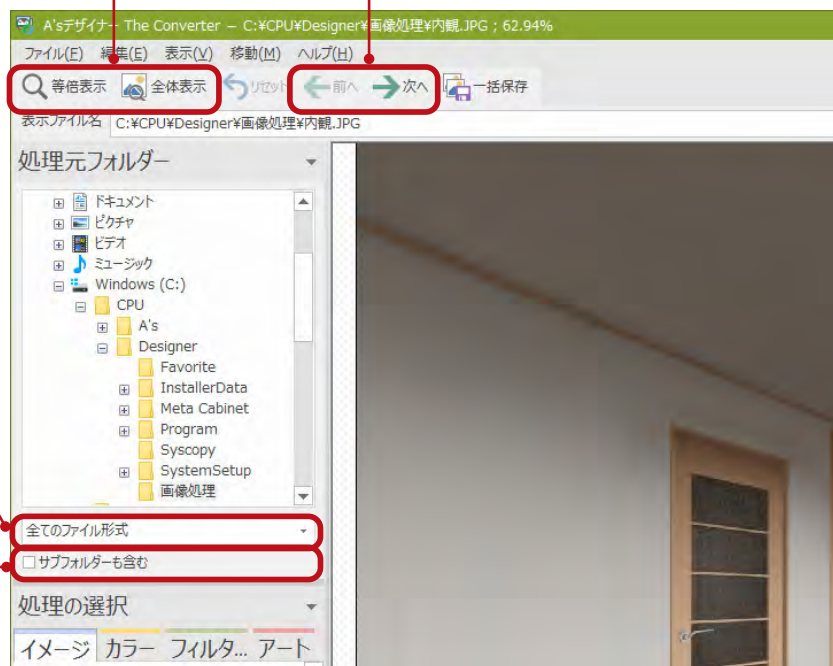 A'sデザイナー The Converter – C:¥CPU¥Designer¥画像処理¥内観.JPG ; 62.94%
ファイル(F) 編集(E) 表示(V) 移動(M) ヘルプ(H)
等倍表示 全体表示 リセット 前へ 次へ 一括保存
表示ファイル名 C:¥CPU¥Designer¥画像処理¥内観.JPG
処理元フォルダー
ドキュメント
ピクチャ
ビデオ
ミュージック
Windows (C:)
CPU
A's
Designer
Favorite
InstallerData
Meta Cabinet
Program
Syscopy
SystemSetup
画像処理
全てのファイル形式
サブフォルダーも含む
処理の選択
イメージ カラー フィルタ... アート